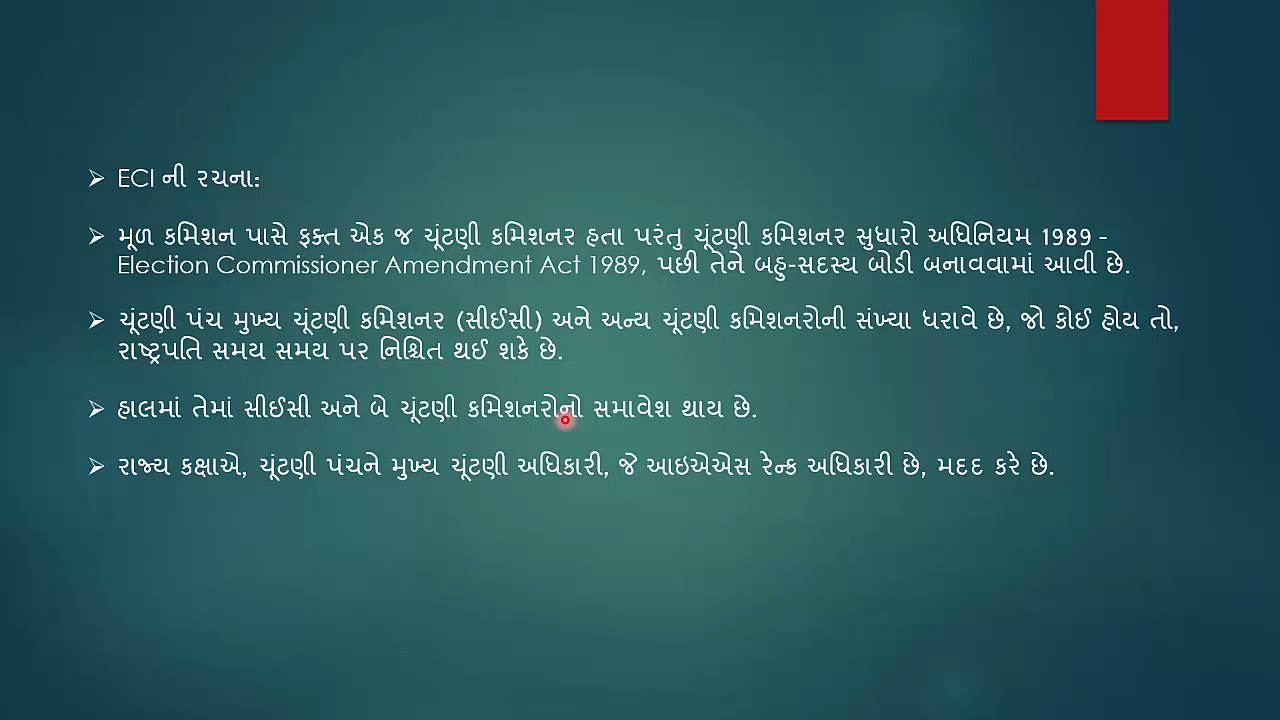 ECI ની રચના:
મૂળ કમિશન પાસે ફક્ત એક જ ચૂંટણી કમિશનર હતા પરંતુ ચૂંટણી કમિશનર સુધારો અધિનિયમ 1989 -
Election Commissioner Amendment Act 1989, પછી તેને બહુ-સદસ્ય બોડી બનાવવામાં આવી છે.
ચૂંટણી પંચ મુખ્ય ચૂંટણી કમિશનર (સીઈસી) અને અન્ય ચૂંટણી કમિશનરોની સંખ્યા ધરાવે છે, જો કોઈ હોય તો,
રાષ્ટ્રપતિ સમય સમય પર નિશ્ચિત થઈ શકે છે.
હાલમાં તેમાં સીઈસી અને બે ચૂંટણી કમિશનરોનો સમાવેશ થાય છે.
રાજ્ય કક્ષાએ, ચૂંટણી પંચને મુખ્ય ચૂંટણી અધિકારી, જે આઇએએસ રેન્ક અધિકારી છે, મદદ કરે છે.